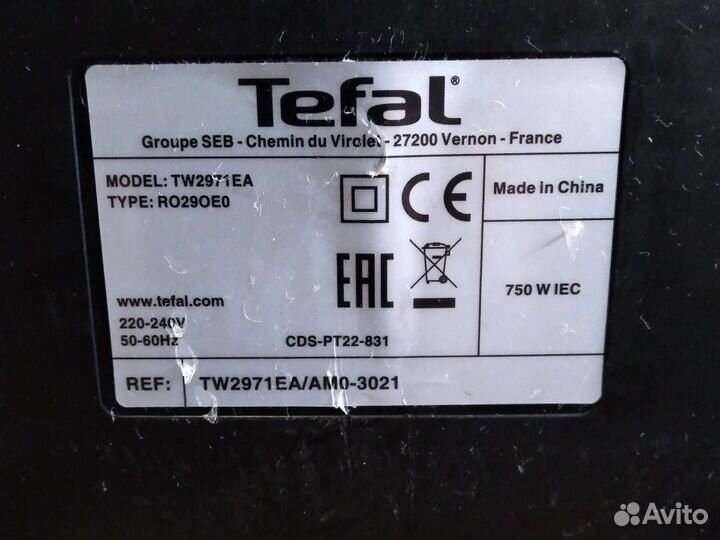 Tefal®
Groupe SEB - Chemin du Virolet - 27200 Vernon - France
MODEL: TW2971EA
TYPE: RO29OE0
CE
Made in China
EAC
750 W IEC
www.tefal.com
220-240V
50-60Hz
CDS-PT22-831
REF: TW2971EA/AM0-3021
Avito